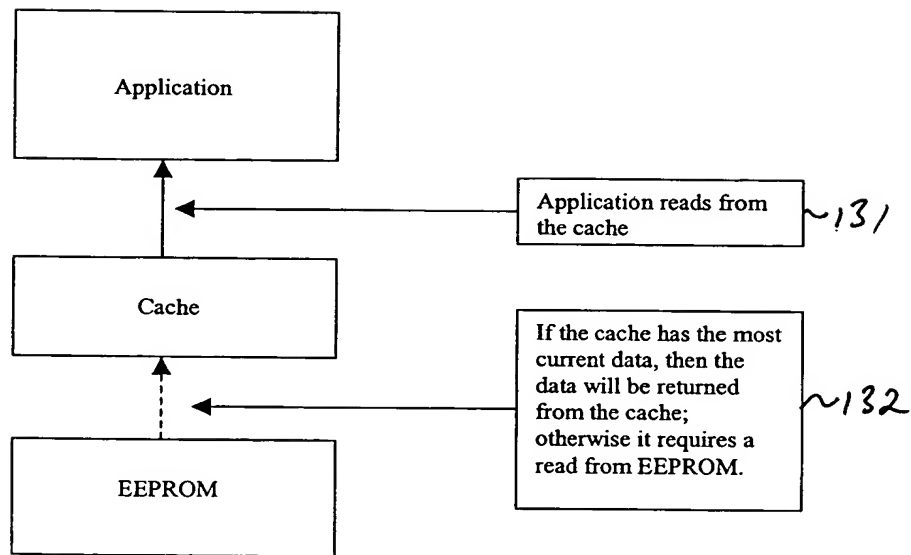 Application
Application reads from
the cache
~131
Cache
If the cache has the most
current data, then the
data will be returned
from the cache;
otherwise it requires a
read from EEPROM.
~132
EEPROM